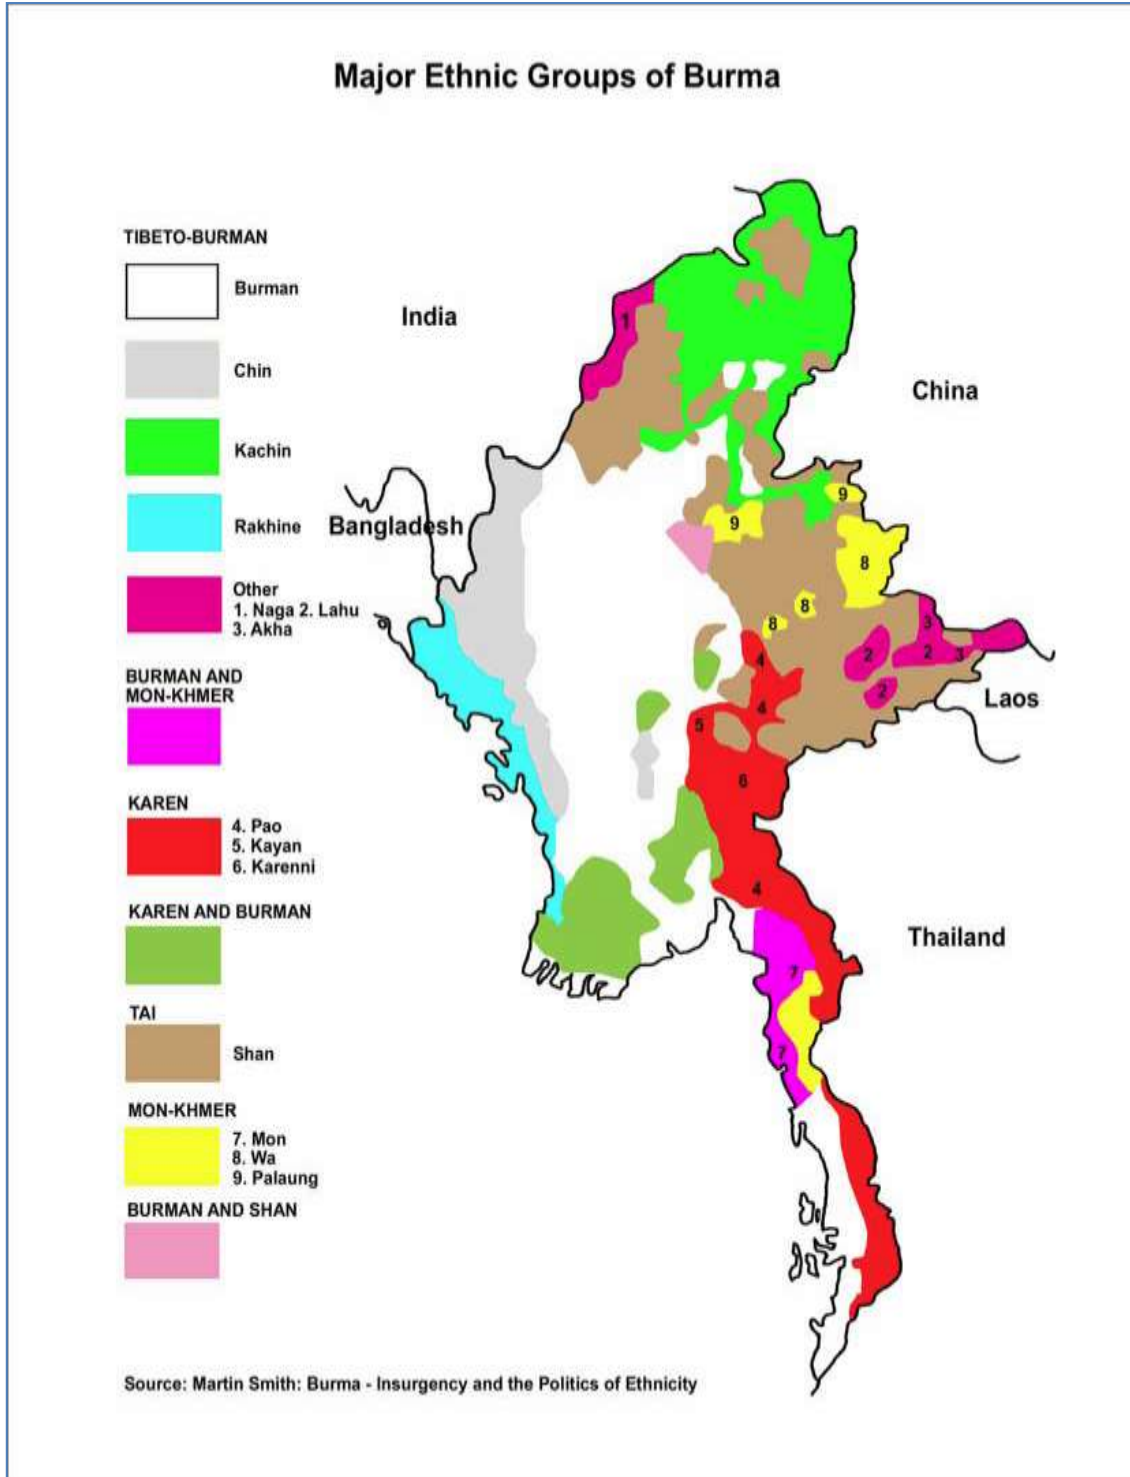 Major Ethnic Groups of Burma
TIBETO-BURMAN
Burman
Chin
Kachin
Rakhine
Other
1. Naga 2. Lahu
3. Akha
BURMAN AND
MON-KHMER
KAREN
4. Pao
5. Kayan
6. Karenni
KAREN AND BURMAN
TAI
Shan
MON-KHMER
7. Mon
8. Wa
9. Palaung
BURMAN AND SHAN
India
China
Bangladesh
Laos
Thailand
1
9
9
8
8
8
3
2
2
3
2
4
4
5
6
4
7
7
Source: Martin Smith: Burma - Insurgency and the Politics of Ethnicity